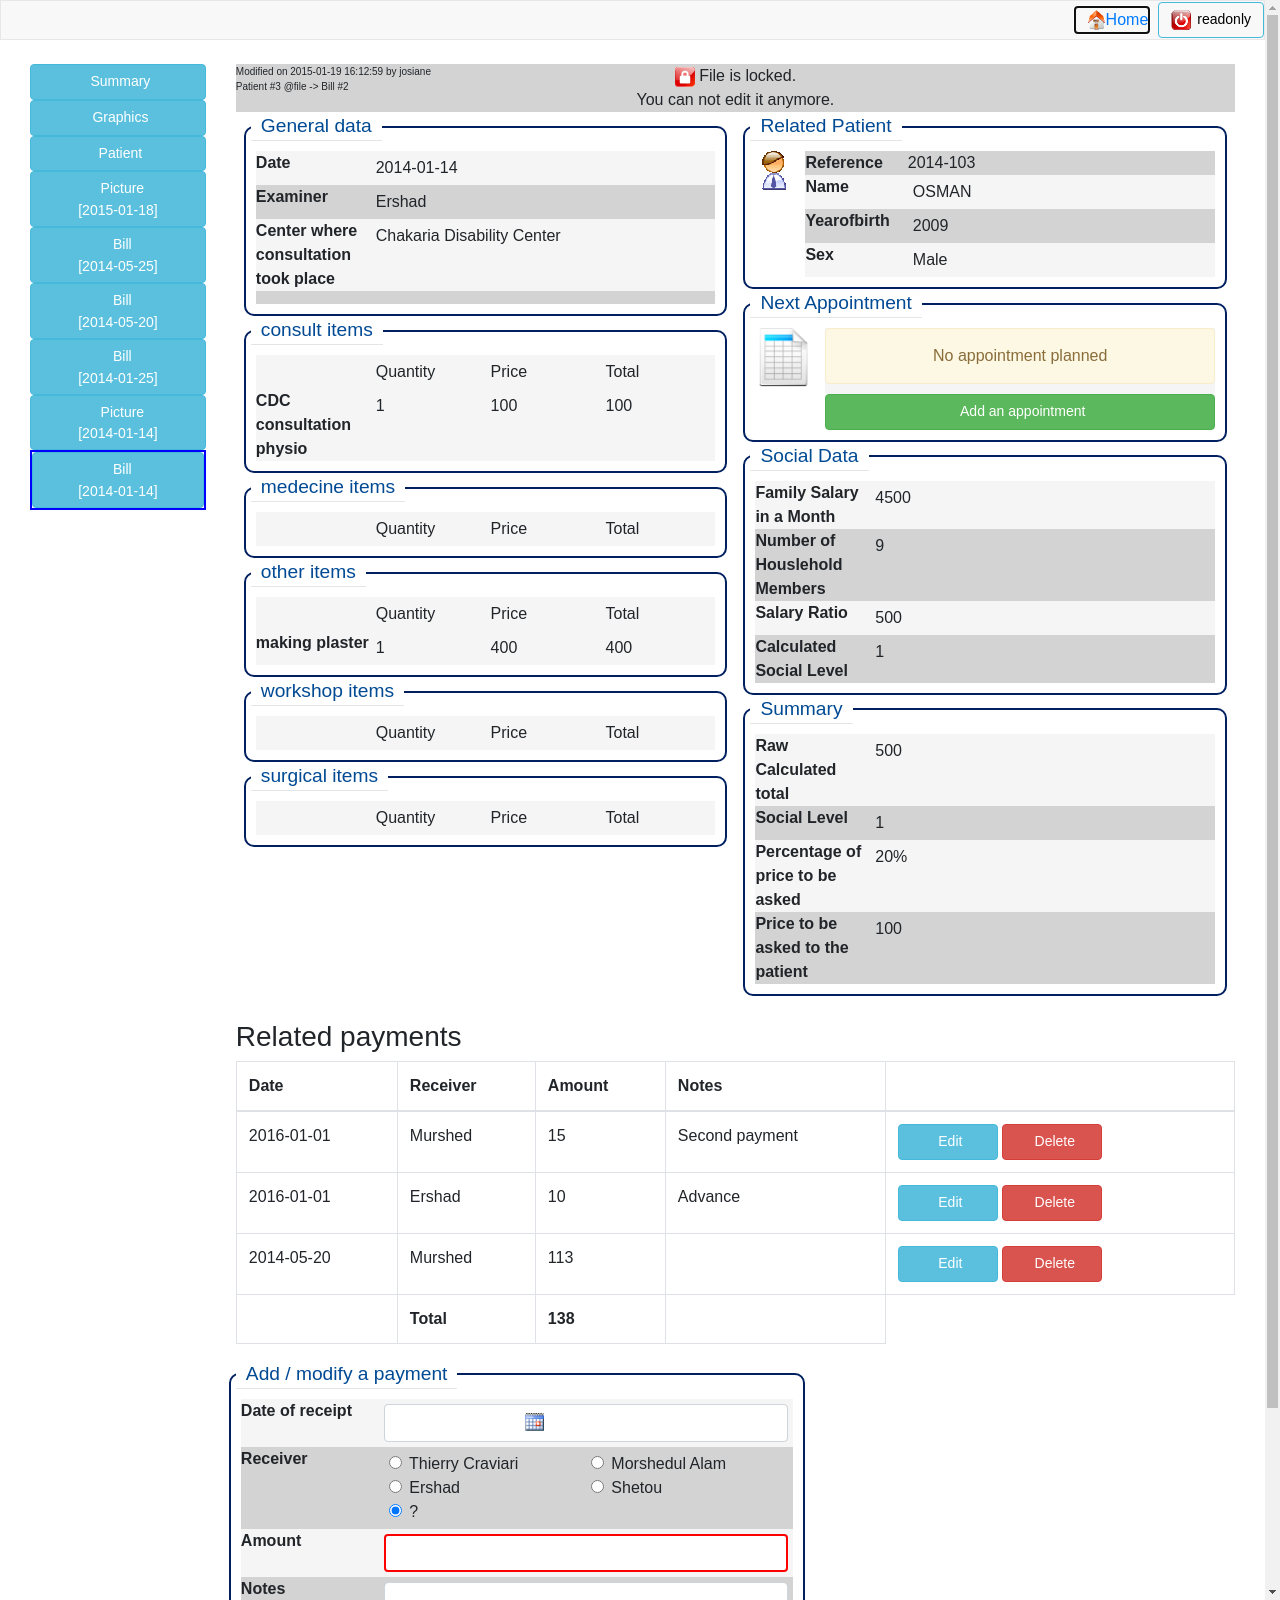 Home
readonly
Summary
Graphics
Patient
Picture
[2015-01-18]
Bill
[2014-05-25]
Bill
[2014-05-20]
Bill
[2014-01-25]
Picture
[2014-01-14]
Bill
[2014-01-14]
Modified on 2015-01-19 16:12:59 by josiane
Patient #3 @file -> Bill #2
File is locked.
You can not edit it anymore.
General data
Date 2014-01-14
Examiner Ershad
Center where Chakaria Disability Center
consultation
took place
consult items
Quantity Price Total
CDC 1 100 100
consultation
physio
medecine items
Quantity Price Total
other items
Quantity Price Total
making plaster 1 400 400
workshop items
Quantity Price Total
surgical items
Quantity Price Total
Related Patient
Reference 2014-103
Name OSMAN
Yearofbirth 2009
Sex Male
Next Appointment
No appointment planned
Add an appointment
Social Data
Family Salary 4500
in a Month
Number of 9
Houslehold
Members
Salary Ratio 500
Calculated 1
Social Level
Summary
Raw 500
Calculated
total
Social Level 1
Percentage of 20%
price to be
asked
Price to be 100
asked to the
patient
Related payments
Date Receiver Amount Notes
2016-01-01 Murshed 15 Second payment Edit Delete
2016-01-01 Ershad 10 Advance Edit Delete
2014-05-20 Murshed 113 Edit Delete
Total 138
Add / modify a payment
Date of receipt
Receiver Thierry Craviari Morshedul Alam
Ershad Shetou
?
Amount
Notes